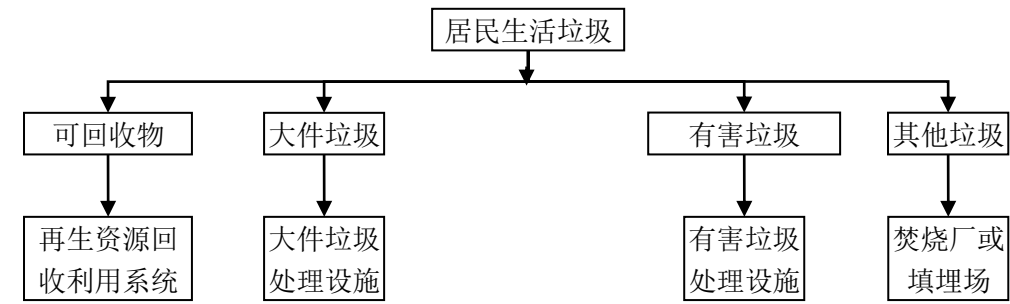 居民生活垃圾
可回收物
大件垃圾
有害垃圾
其他垃圾
再生资源回
收利用系统
大件垃圾
处理设施
有害垃圾
处理设施
焚烧厂或
填埋场